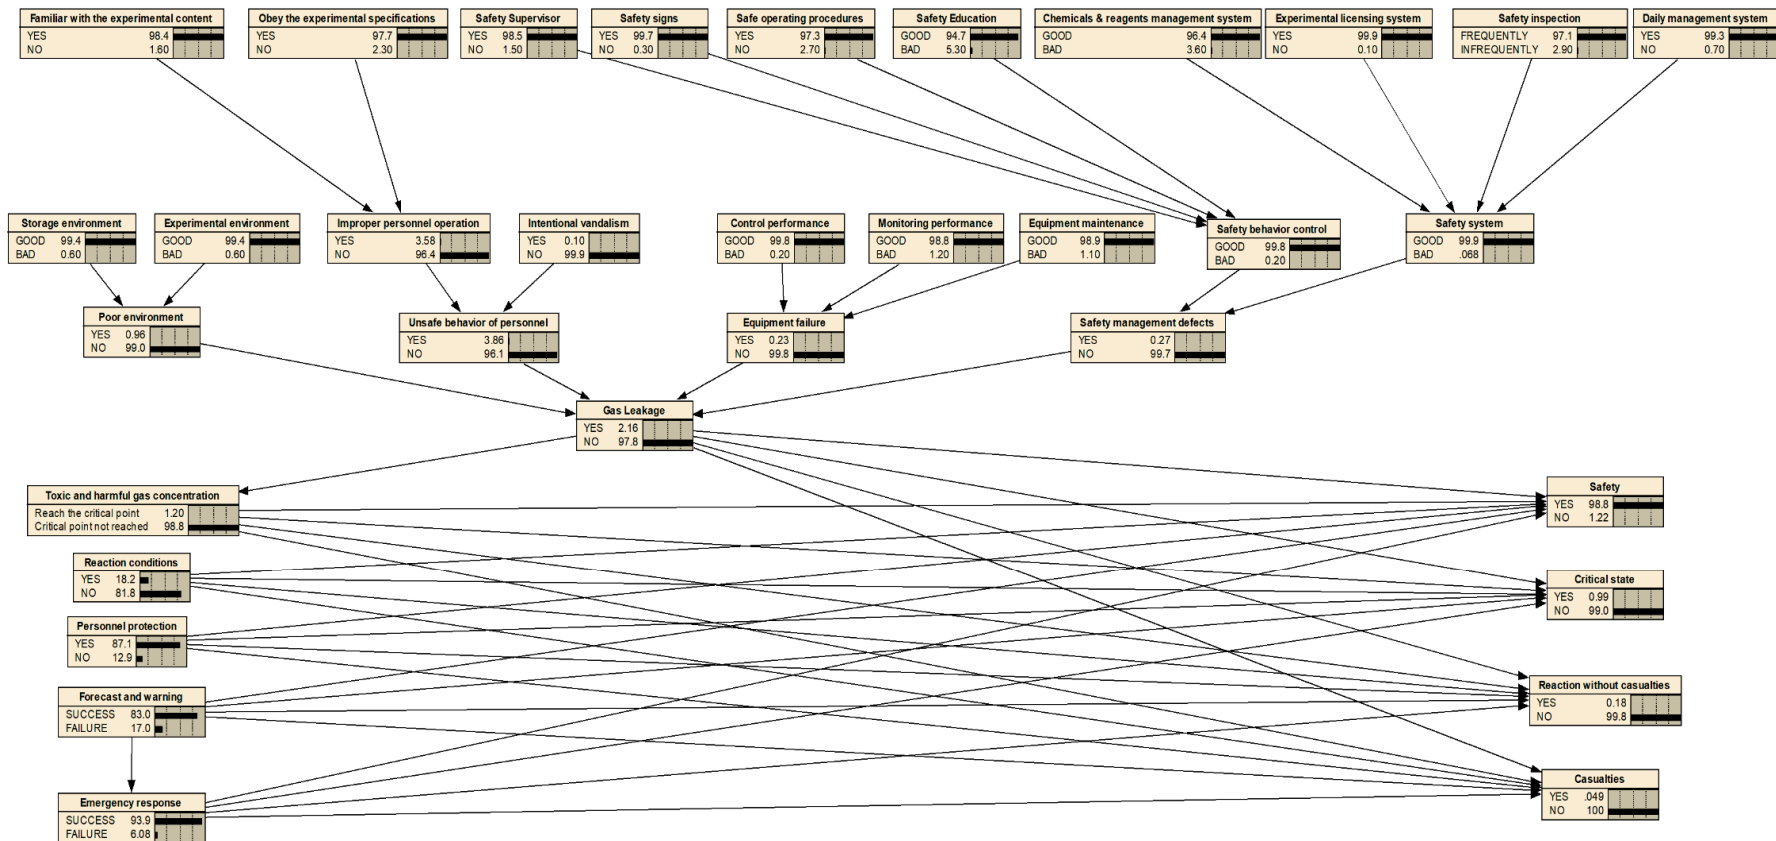 Familiar with the experimental content
YES 98.4
NO 1.60
Obey the experimental specifications
YES 97.7
NO 2.30
Safety Supervisor
YES 98.5
NO 1.50
Safety signs
YES 99.7
NO 0.30
Safe operating procedures
YES 97.3
NO 2.70
Safety Education
GOOD 94.7
BAD 5.30
Chemicals & reagents management system
GOOD 96.4
BAD 3.60
Experimental licensing system
YES 99.9
NO 0.10
Safety inspection
FREQUENTLY 97.1
INFREQUENTLY 2.90
Daily management system
YES 99.3
NO 0.70
Storage environment
GOOD 99.4
BAD 0.60
Experimental environment
GOOD 99.4
BAD 0.60
Improper personnel operation
YES 3.58
NO 96.4
Intentional vandalism
YES 0.10
NO 99.9
Control performance
GOOD 99.8
BAD 0.20
Monitoring performance
GOOD 98.8
BAD 1.20
Equipment maintenance
GOOD 98.9
BAD 1.10
Safety behavior control
GOOD 99.8
BAD 0.20
Safety system
GOOD 99.9
BAD .068
Poor environment
YES 0.96
NO 99.0
Unsafe behavior of personnel
YES 3.86
NO 96.1
Equipment failure
YES 0.23
NO 99.8
Safety management defects
YES 0.27
NO 99.7
Gas Leakage
YES 2.16
NO 97.8
Toxic and harmful gas concentration
Reach the critical point 1.20
Critical point not reached 98.8
Safety
YES 98.8
NO 1.22
Reaction conditions
YES 18.2
NO 81.8
Critical state
YES 0.99
NO 99.0
Personnel protection
YES 87.1
NO 12.9
Reaction without casualties
YES 0.18
NO 99.8
Forecast and warning
SUCCESS 83.0
FAILURE 17.0
Casualties
YES .049
NO 100
Emergency response
SUCCESS 93.9
FAILURE 6.08